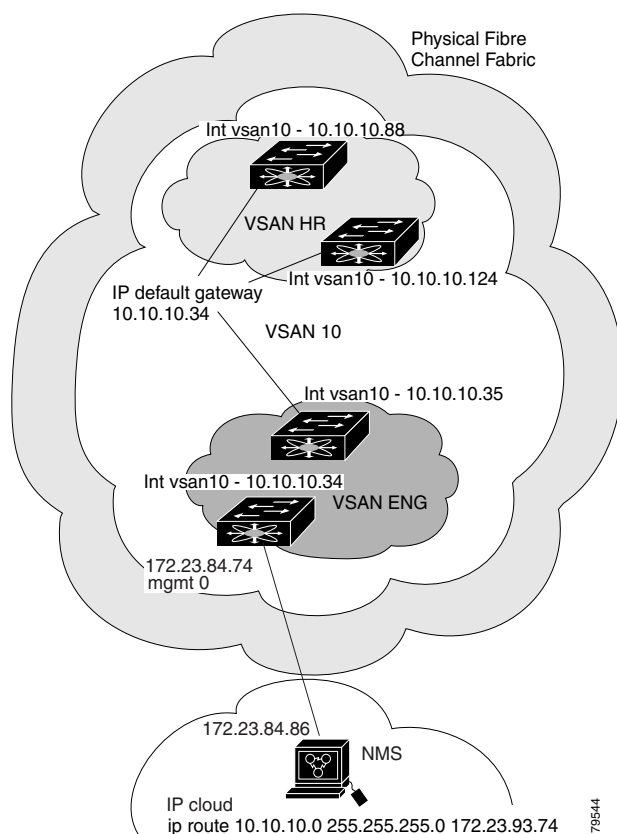 Physical Fibre
Channel Fabric
Int vsan10 - 10.10.10.88
VSAN HR
Int vsan10 - 10.10.10.124
IP default gateway
10.10.10.34
VSAN 10
Int vsan10 - 10.10.10.35
Int vsan10 - 10.10.10.34
VSAN ENG
172.23.84.74
mgmt 0
172.23.84.86
NMS
IP cloud
ip route 10.10.10.0 255.255.255.0 172.23.93.74
79544